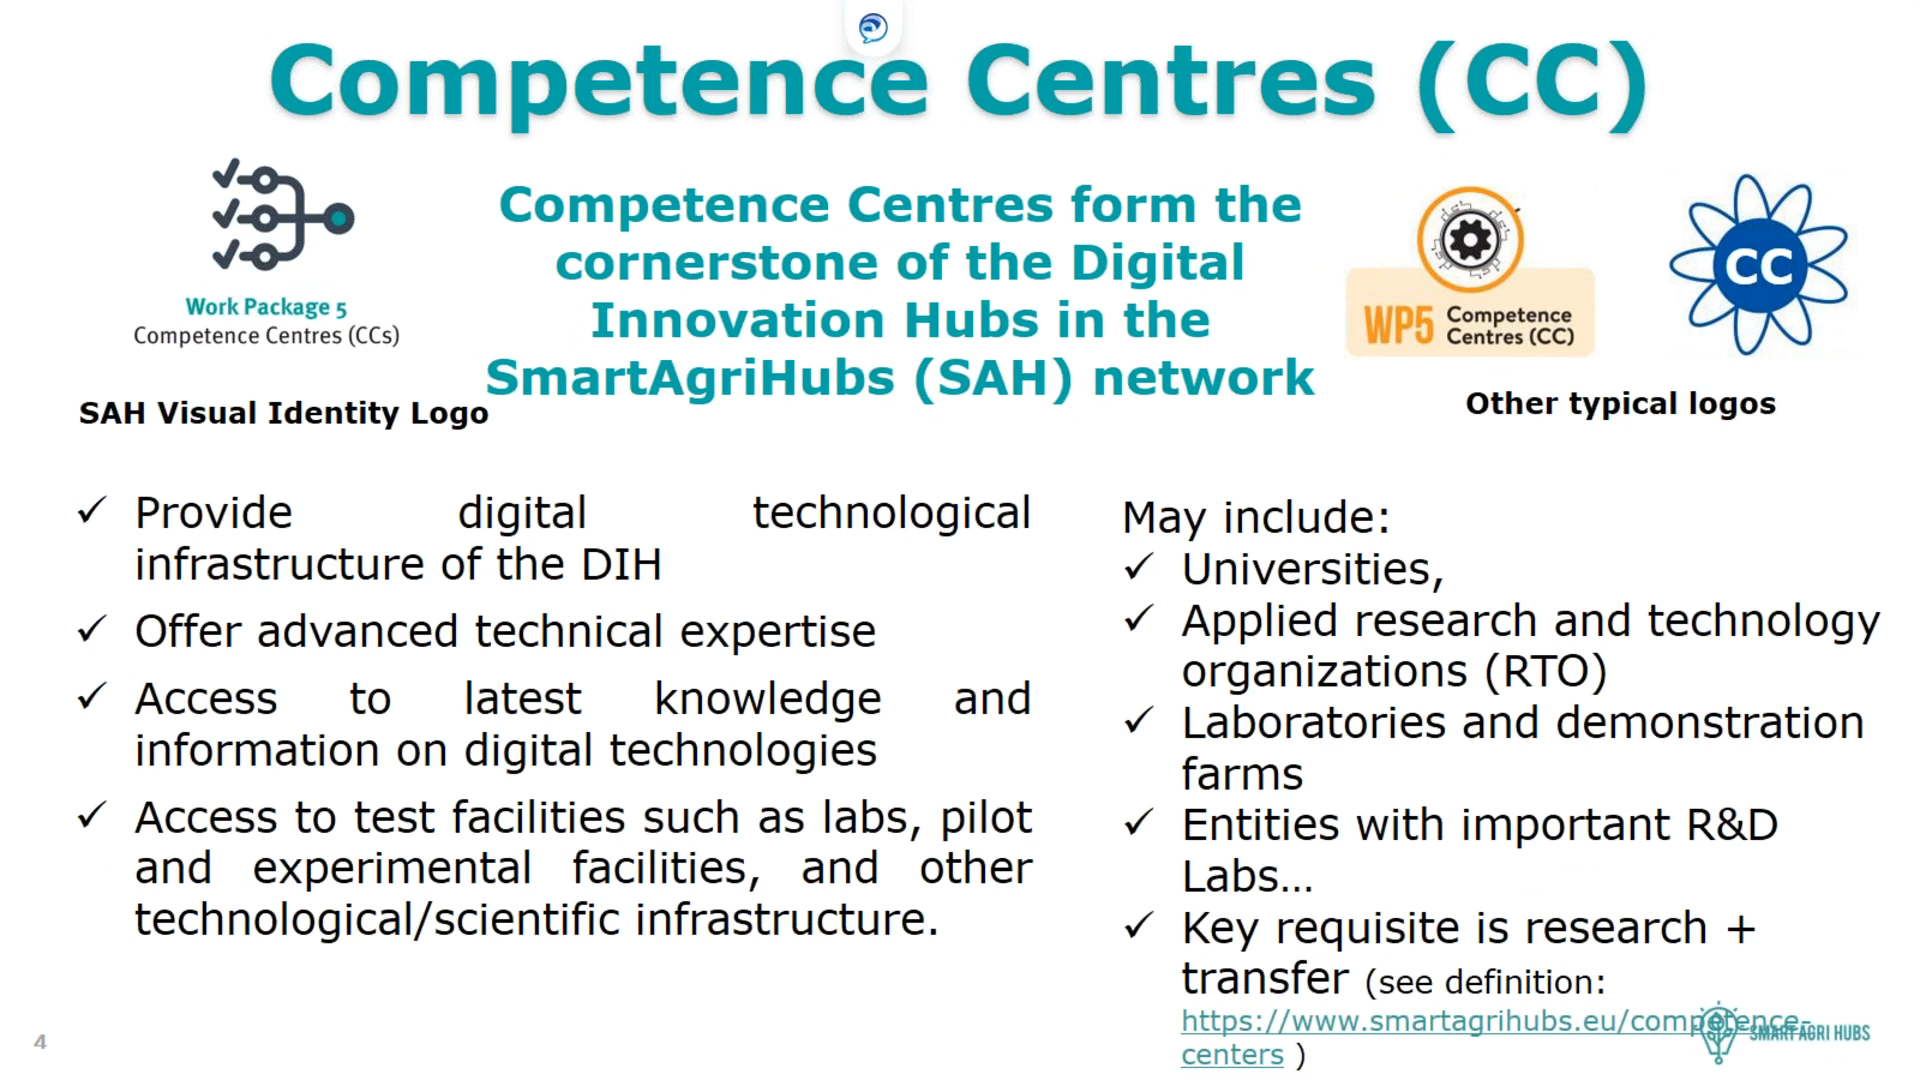 Competence Centres (CC)
Work Package 5
Competence Centres (CCs)
SAH Visual Identity Logo
Competence Centres form the
cornerstone of the Digital
Innovation Hubs in the
SmartAgriHubs (SAH) network
WP5 Competence
Centres (CC)
CC
Other typical logos
✓ Provide digital technological
infrastructure of the DIH
✓ Offer advanced technical expertise
✓ Access to latest knowledge and
information on digital technologies
✓ Access to test facilities such as labs, pilot
and experimental facilities, and other
technological/scientific infrastructure.
May include:
✓ Universities,
✓ Applied research and technology
organizations (RTO)
✓ Laboratories and demonstration
farms
✓ Entities with important R&D
Labs...
✓ Key requisite is research +
transfer (see definition:
https://www.smartagrihubs.eu/competence-
centers )
4
SMART AGRI HUBS